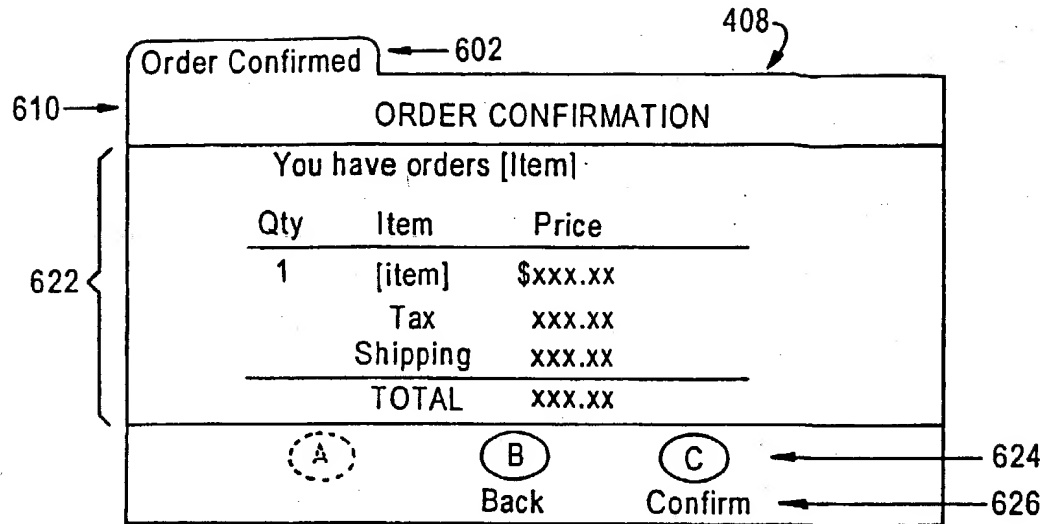 408
Order Confirmed 602
610 ORDER CONFIRMATION
You have orders [Item]
Qty Item Price
622 1 [item] $xxx.xx
Tax xxx.xx
Shipping xxx.xx
TOTAL xxx.xx
A B C 624
Back Confirm 626